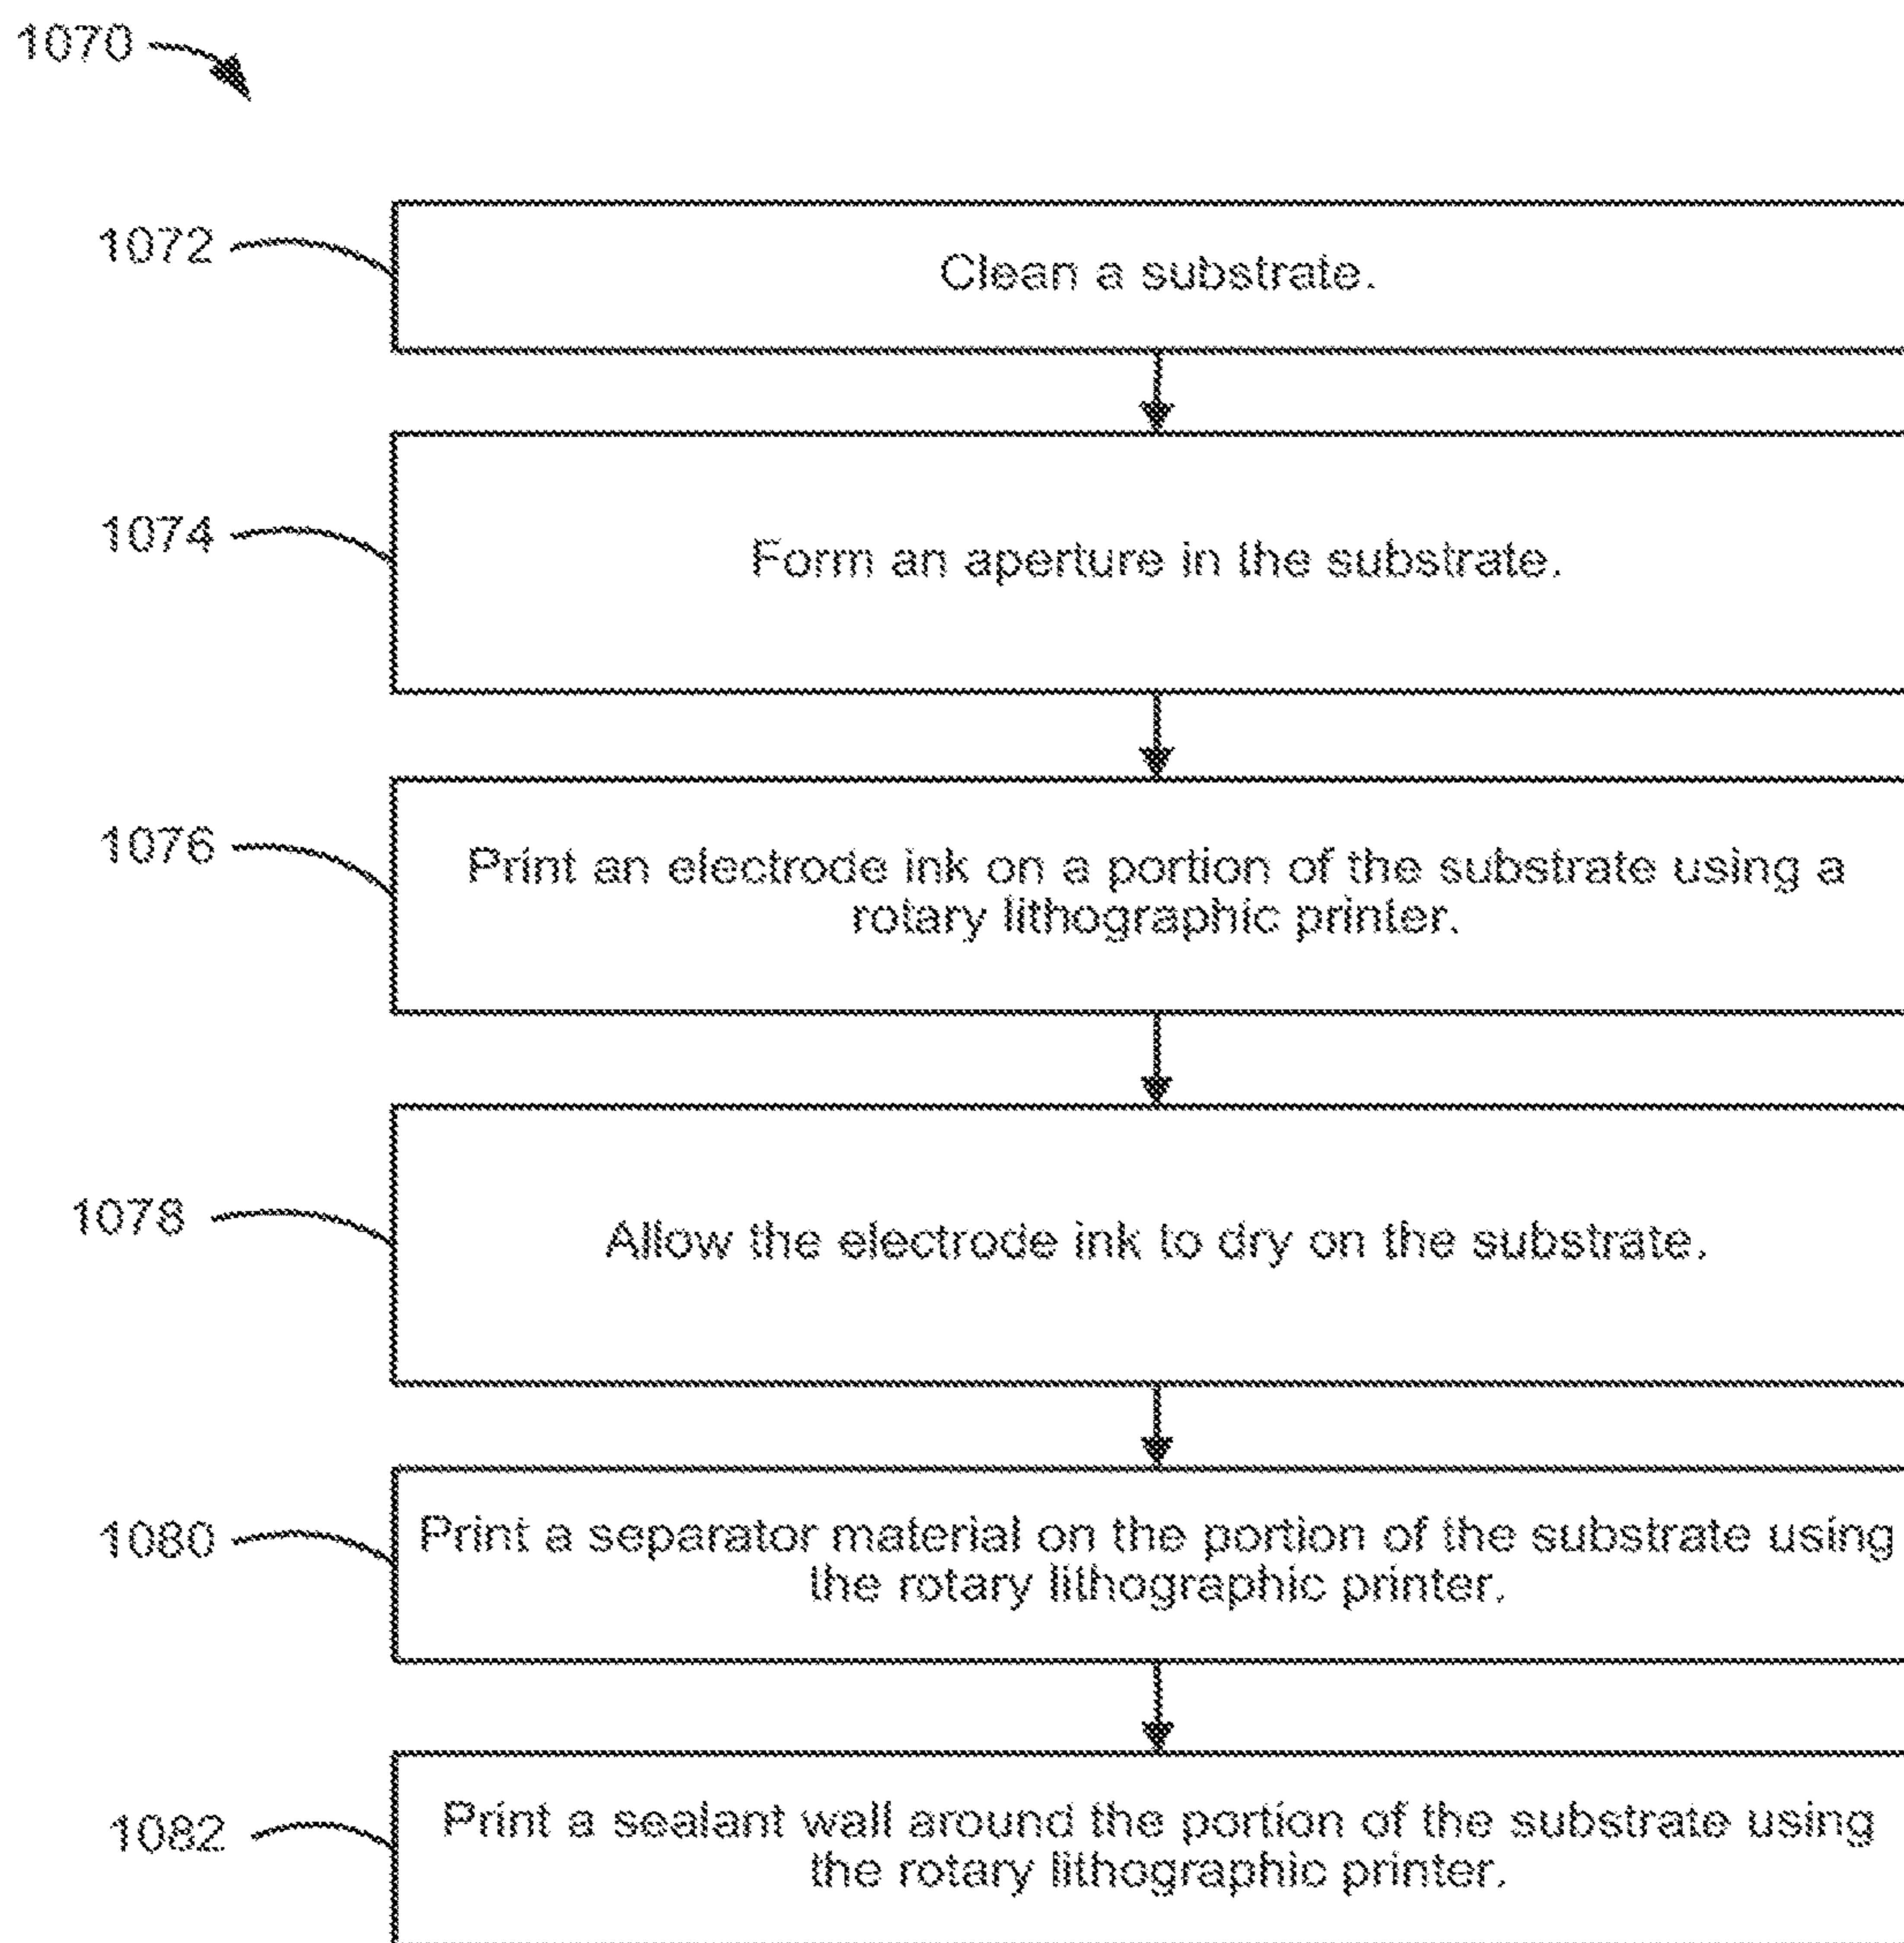 1070
1072
Clean a substrate.
1074
Form an aperture in the substrate.
1076
Print an electrode ink on a portion of the substrate using a
rotary lithographic printer.
1078
Allow the electrode ink to dry on the substrate.
1080
Print a separator material on the portion of the substrate using
the rotary lithographic printer.
1082
Print a sealant wall around the portion of the substrate using
the rotary lithographic printer.